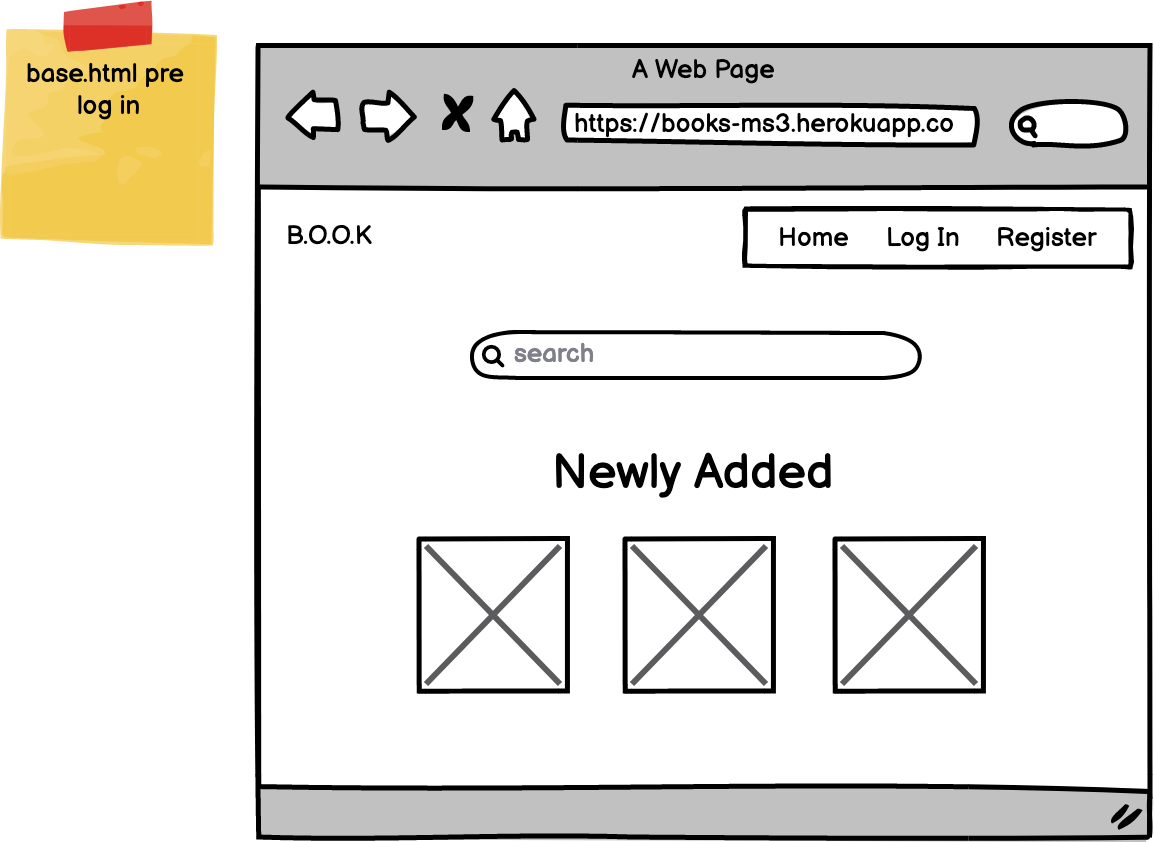 base.html pre
log in
A Web Page
https://books-ms3.herokuapp.co
B.O.O.K
Home Log In Register
search
Newly Added